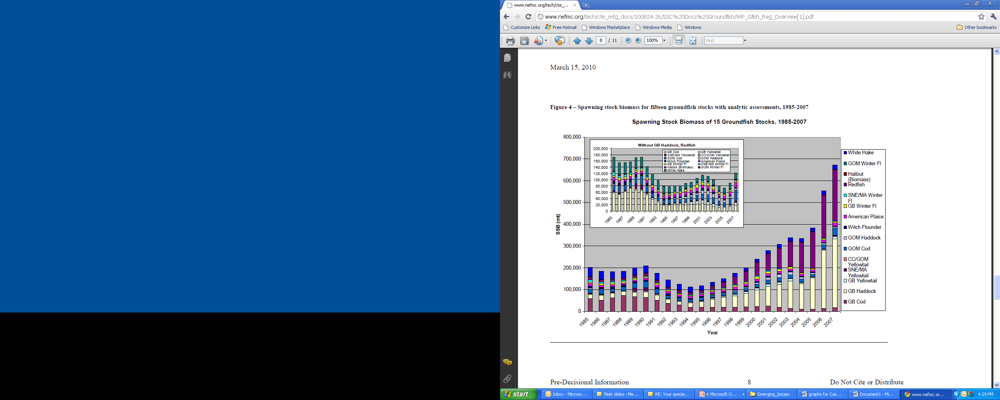 www.nefmc.org/tech/cte_...
www.nefmc.org/tech/cte_mtg_docs/100824-26/SSC%20Docs%20Groundfish/WP_Gfish_Reg_Overview[1].pdf
Customize Links Free Hotmail Windows Marketplace Windows Media Windows Other bookmarks
8 / 11 100% Find
March 15, 2010
Figure 4 – Spawning stock biomass for fifteen groundfish stocks with analytic assessments, 1985-2007
Spawning Stock Biomass of 15 Groundfish Stocks, 1985-2007
800,000
700,000
600,000
500,000
400,000
300,000
200,000
100,000
0
SSB (mt)
Without GB Haddock, Redfish
200,000
180,000
160,000
140,000
120,000
100,000
80,000
60,000
40,000
20,000
0
GB Cod GB Yellowtail
SNE/MA Yellowtail CC/GOM Yellowtail
GOM Cod GOM Haddock
Witch Flounder American Plaice
GB Winter Fl SNE/MA Winter Fl
Halibut (Biomass) GOM Winter Fl
White Hake
1985 1987 1989 1991 1993 1995 1997 1999 2001 2003 2005 2007
White Hake
GOM Winter Fl
Halibut
(Biomass)
Redfish
SNE/MA Winter
Fl
GB Winter Fl
American Plaice
Witch Flounder
GOM Haddock
GOM Cod
CC/GOM
Yellowtail
SNE/MA
Yellowtail
GB Yellowtail
GB Haddock
GB Cod
1985 1986 1987 1988 1989 1990 1991 1992 1993 1994 1995 1996 1997 1998 1999 2000 2001 2002 2003 2004 2005 2006 2007
Year
Pre-Decisional Information 8 Do Not Cite or Distribute
start Inbox - Microso... fleet slides - Me... RE: Your specie... 4 Microsoft O... Emerging_Issues graphs for Cas... Document1 - Mi... www.nefmc.or... 4:29 PM